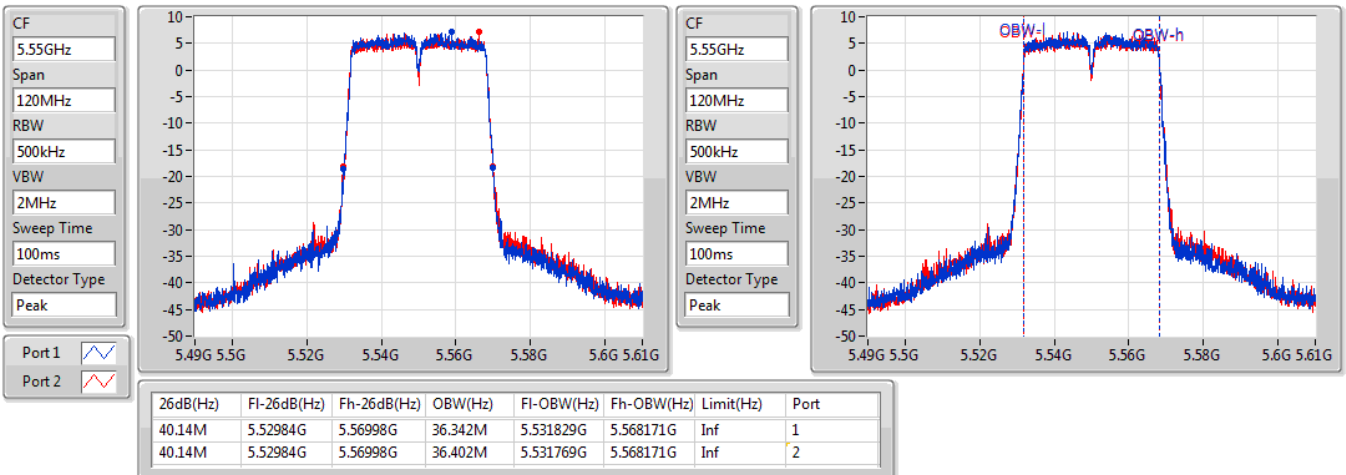 CF
5.55GHz
Span
120MHz
RBW
500kHz
VBW
2MHz
Sweep Time
100ms
Detector Type
Peak
Port 1
Port 2
10
5
0
-5
-10
-15
-20
-25
-30
-35
-40
-45
-50
5.49G 5.5G 5.52G 5.54G 5.56G 5.58G 5.6G 5.61G
CF
5.55GHz
Span
120MHz
RBW
500kHz
VBW
2MHz
Sweep Time
100ms
Detector Type
Peak
10
5
0
-5
-10
-15
-20
-25
-30
-35
-40
-45
-50
OBW-l
OBW-h
5.49G 5.5G 5.52G 5.54G 5.56G 5.58G 5.6G 5.61G
26dB(Hz) Fl-26dB(Hz) Fh-26dB(Hz) OBW(Hz) Fl-OBW(Hz) Fh-OBW(Hz) Limit(Hz) Port
40.14M 5.52984G 5.56998G 36.342M 5.531829G 5.568171G Inf 1
40.14M 5.52984G 5.56998G 36.402M 5.531769G 5.568171G Inf 2